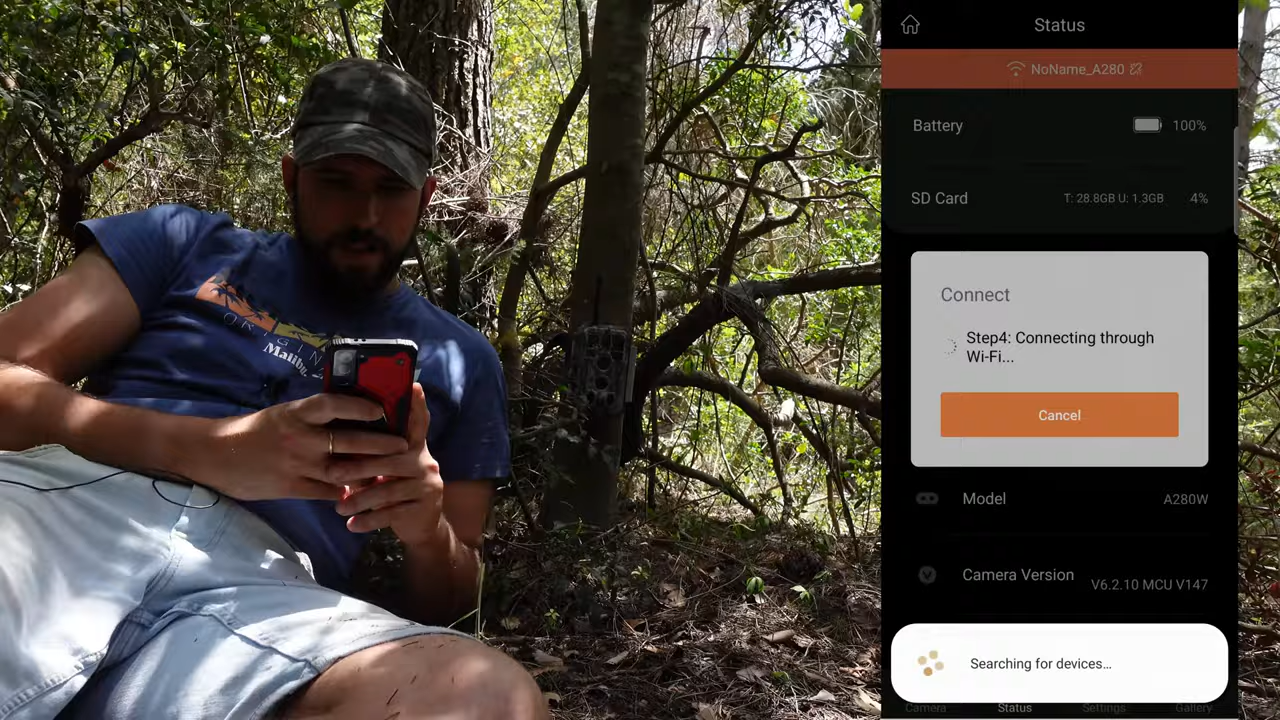 Status
NoName_A280
Battery 100%
SD Card T: 28.8GB U: 1.3GB 4%
Connect
Step4: Connecting through
Wi-Fi...
Cancel
Model A280W
Camera Version V6.2.10 MCU V147
Searching for devices...
Camera Status Settings Gallery
ORIGIN
Malibu